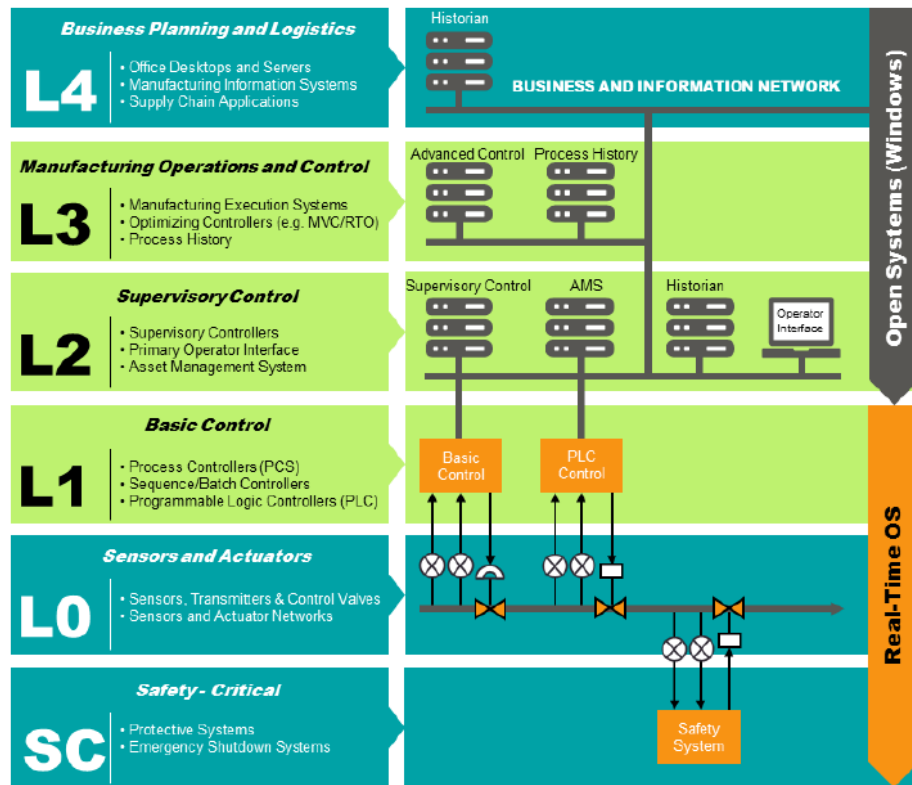 Business Planning and Logistics
L4
• Office Desktops and Servers
• Manufacturing Information Systems
• Supply Chain Applications
Historian
BUSINESS AND INFORMATION NETWORK
Manufacturing Operations and Control
L3
• Manufacturing Execution Systems
• Optimizing Controllers (e.g. MVC/RTO)
• Process History
Advanced Control
Process History
Supervisory Control
L2
• Supervisory Controllers
• Primary Operator Interface
• Asset Management System
Supervisory Control
AMS
Historian
Operator
Interface
Open Systems (Windows)
Basic Control
L1
• Process Controllers (PCS)
• Sequence/Batch Controllers
• Programmable Logic Controllers (PLC)
Basic
Control
PLC
Control
Sensors and Actuators
L0
• Sensors, Transmitters & Control Valves
• Sensors and Actuator Networks
Real-Time OS
Safety - Critical
SC
• Protective Systems
• Emergency Shutdown Systems
Safety
System